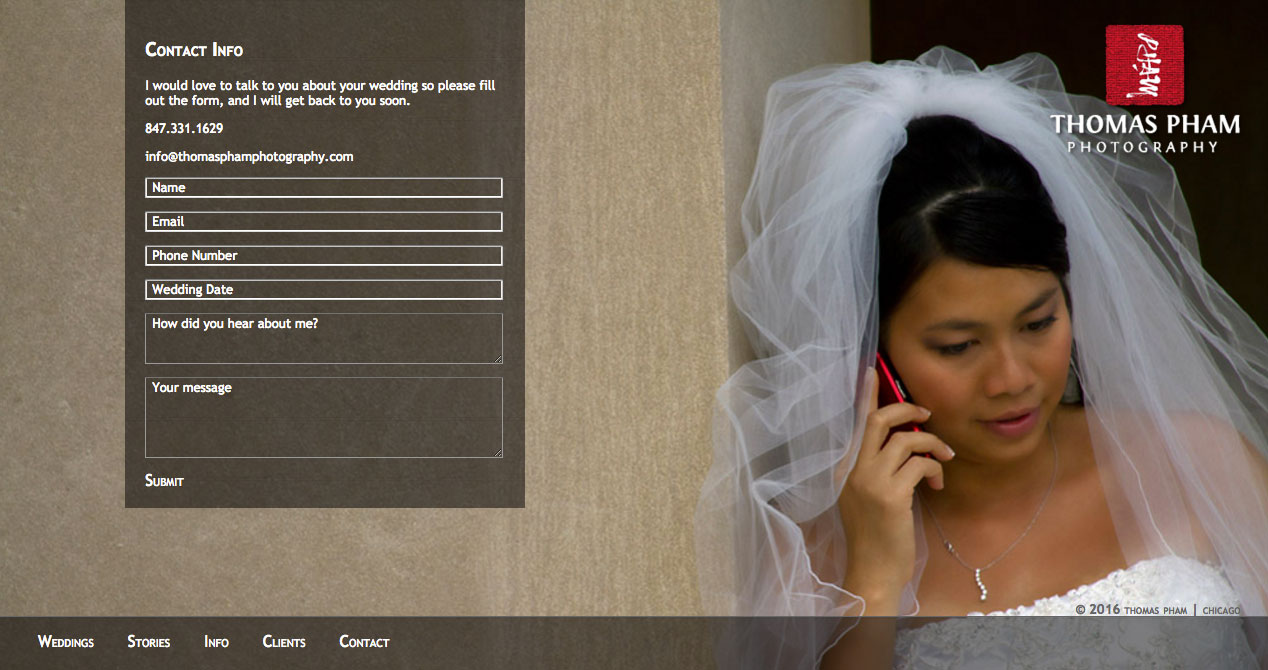 Contact Info
I would love to talk to you about your wedding so please fill
out the form, and I will get back to you soon.
847.331.1629
info@thomasphamphotography.com
Name
Email
Phone Number
Wedding Date
How did you hear about me?
Your message
Submit
PHAM
THOMAS PHAM
PHOTOGRAPHY
© 2016 THOMAS PHAM | CHICAGO
Weddings Stories Info Clients Contact